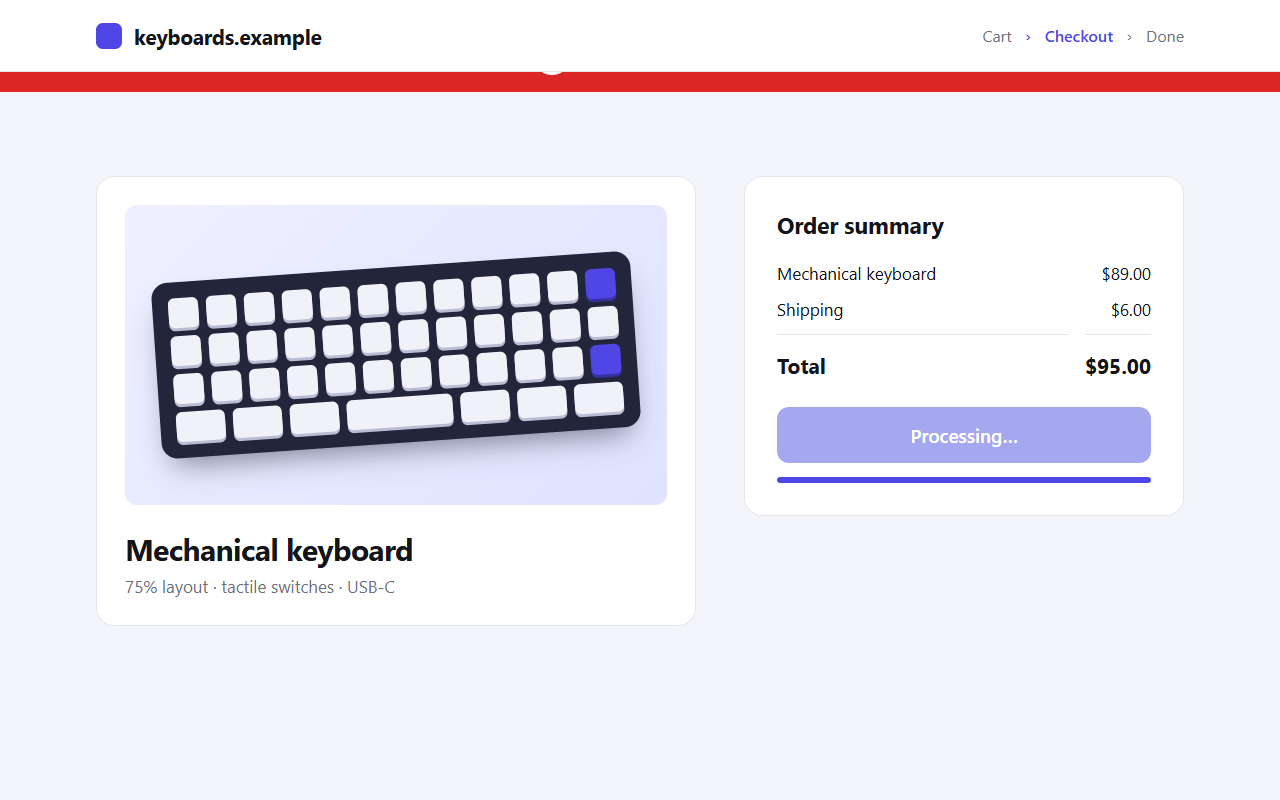 keyboards.example
Cart › Checkout › Done
Mechanical keyboard
75% layout · tactile switches · USB-C
Order summary
Mechanical keyboard $89.00
Shipping $6.00
Total $95.00
Processing...